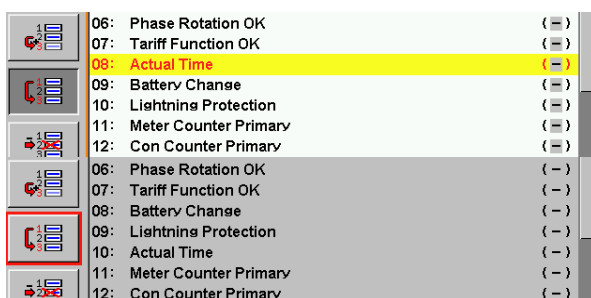 06: Phase Rotation OK (-)
07: Tariff Function OK (-)
08: Actual Time (-)
09: Battery Change (-)
10: Lightning Protection (-)
11: Meter Counter Primary (-)
12: Con Counter Primary (-)
06: Phase Rotation OK (-)
07: Tariff Function OK (-)
08: Battery Change (-)
09: Lightning Protection (-)
10: Actual Time (-)
11: Meter Counter Primary (-)
12: Con Counter Primary (-)